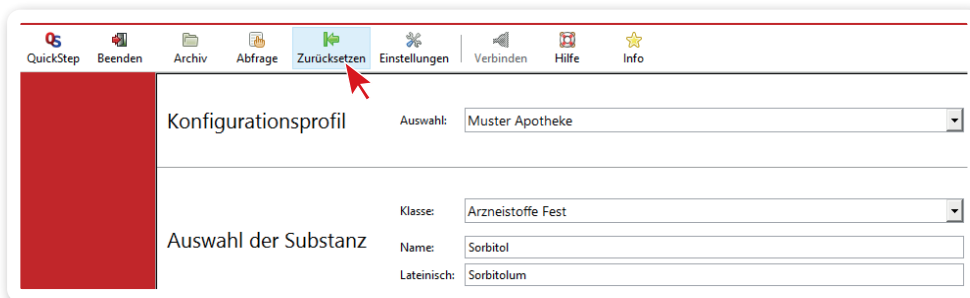 QS
QuickStep Beenden Archiv Abfrage Zurücksetzen Einstellungen Verbinden Hilfe Info
Konfigurationsprofil Auswahl: Muster Apotheke
Klasse: Arzneistoffe Fest
Auswahl der Substanz Name: Sorbitol
Lateinisch: Sorbitolum